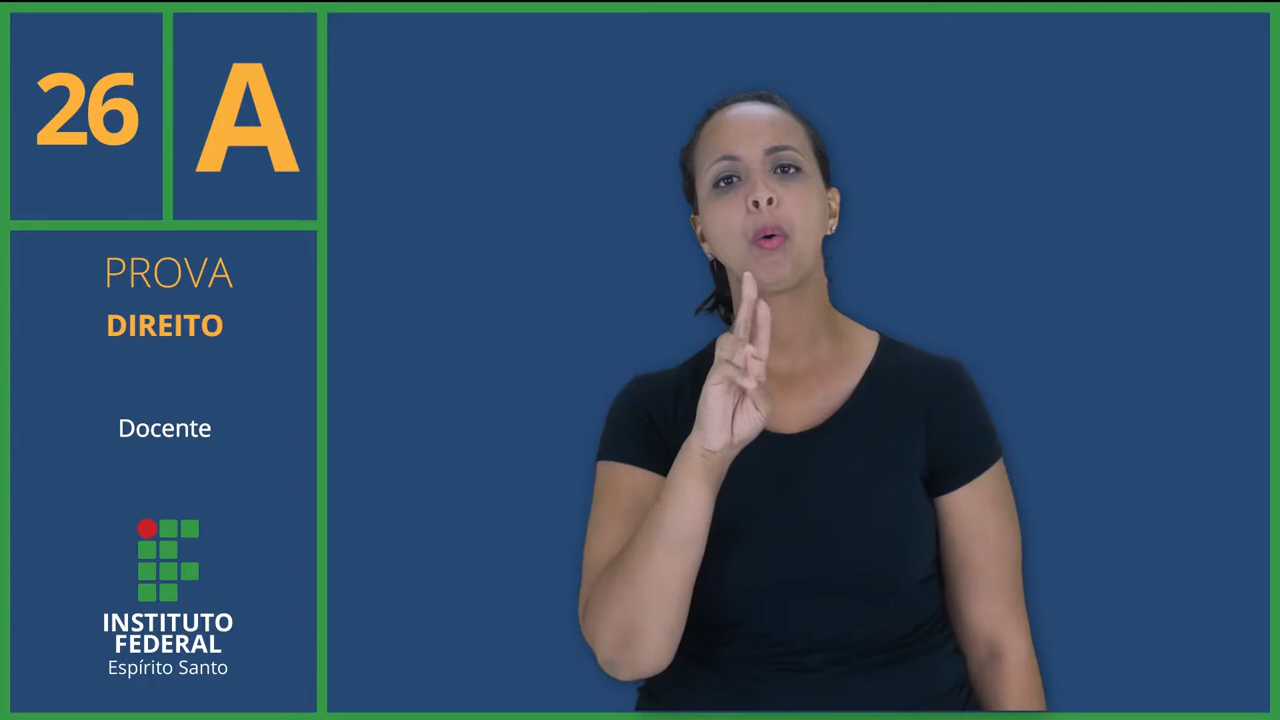 26
A
PROVA
DIREITO
Docente
INSTITUTO
FEDERAL
Espírito Santo